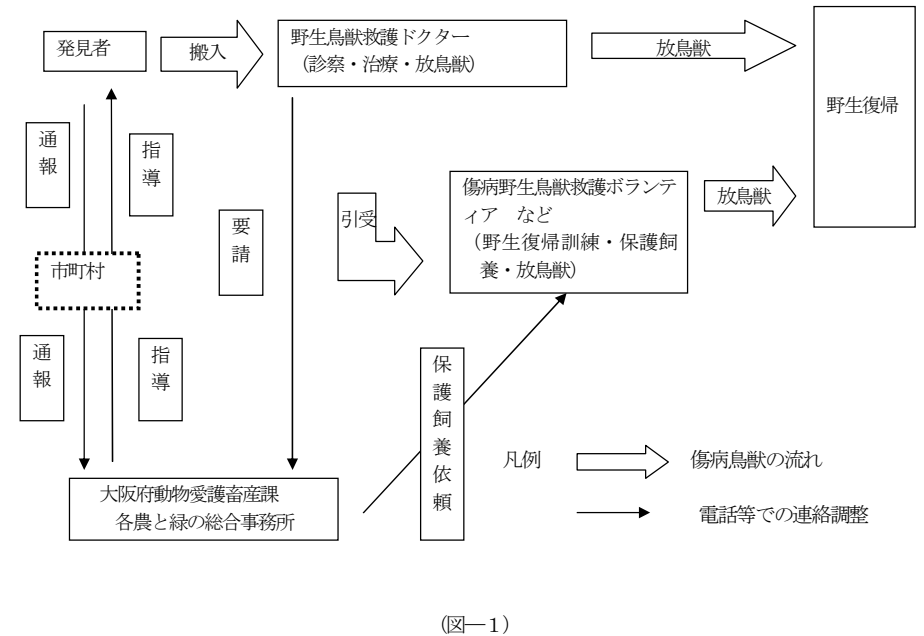 発見者
搬入
野生鳥獣救護ドクター
（診察・治療・放鳥獣）
放鳥獣
野生復帰
通報
指導
要請
引受
傷病野生鳥獣救護ボランテ
ィア　など
（野生復帰訓練・保護飼
養・放鳥獣）
放鳥獣
市町村
通報
指導
保護飼養依頼
大阪府動物愛護畜産課
各農と緑の総合事務所
凡例
傷病鳥獣の流れ
電話等での連絡調整
（図―１）